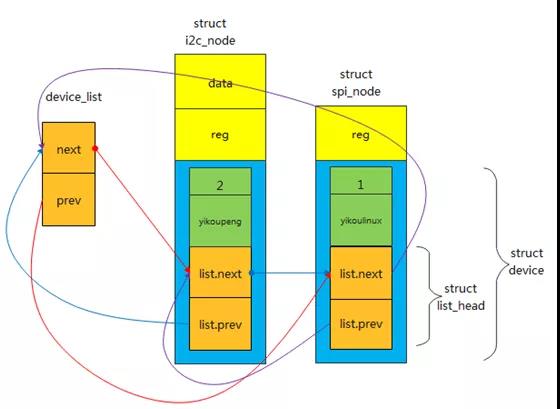 struct
i2c_node
struct
spi_node
device_list
data
reg
reg
next
prev
2
yikoupeng
list.next
list.prev
1
yikoulinux
list.next
list.prev
struct
list_head
struct
device